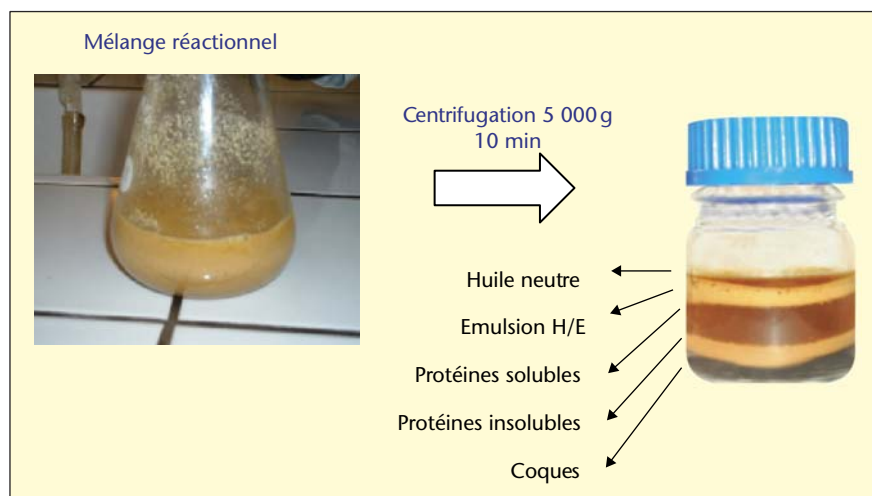 Mélange réactionnel
Centrifugation 5 000 g
10 min
Huile neutre
Emulsion H/E
Protéines solubles
Protéines insolubles
Coques